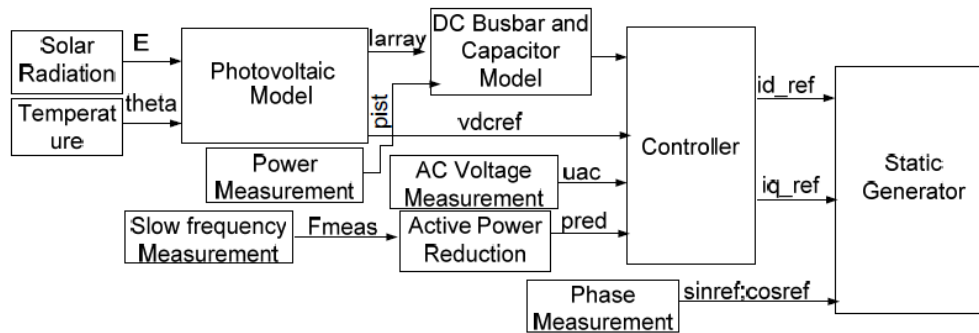 Solar
Radiation
E
Temperat
ure
theta
Photovoltaic
Model
Iarray
pist
vdcref
DC Busbar and
Capacitor
Model
Power
Measurement
AC Voltage
Measurement
uac
Slow frequency
Measurement
Fmeas
Active Power
Reduction
pred
Controller
id_ref
iq_ref
Phase
Measurement
sinref;cosref
Static
Generator